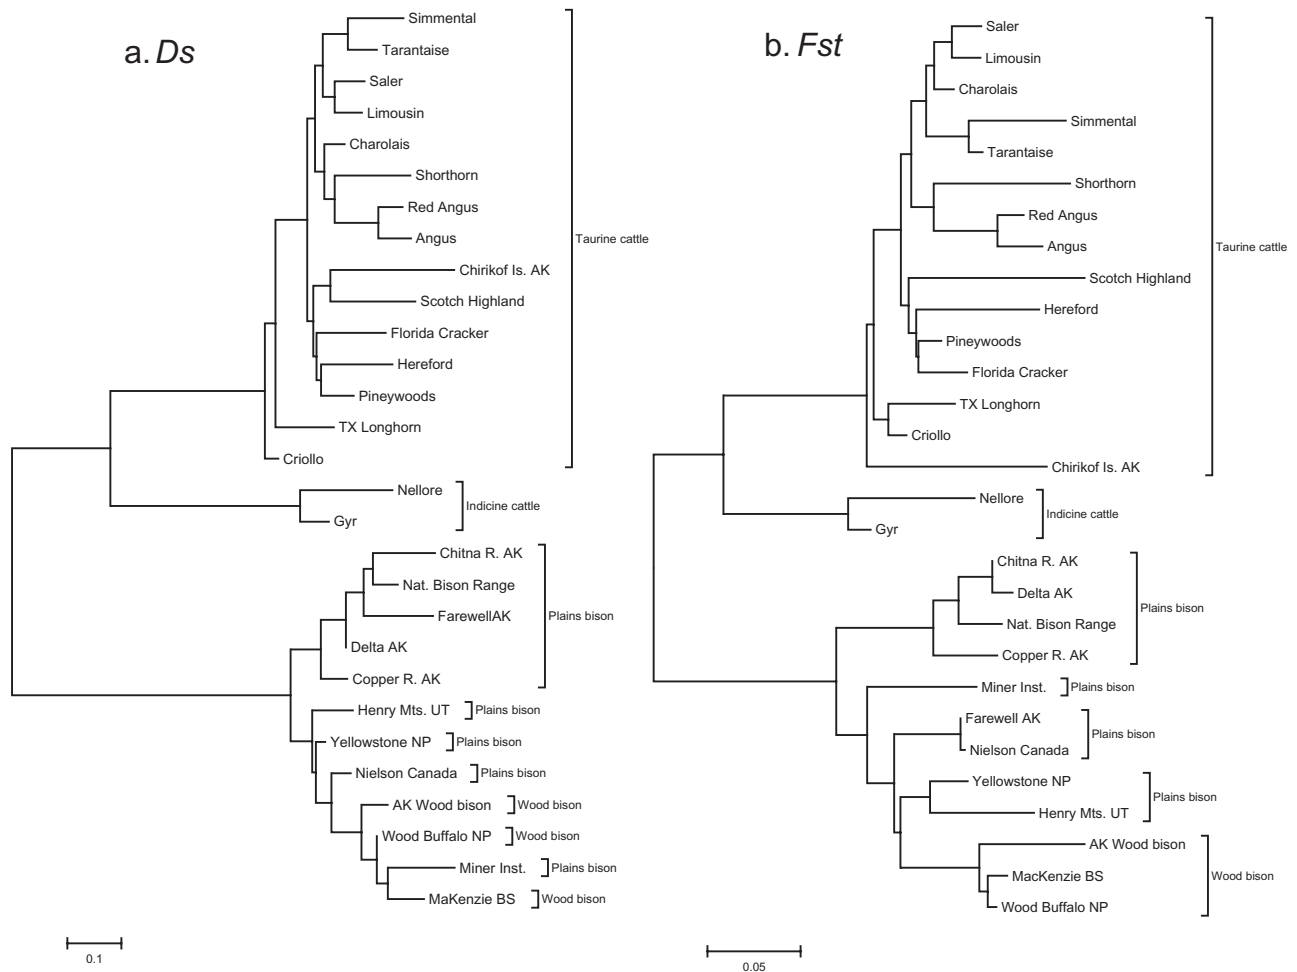 a. Ds
Simmental
Tarantaise
Saler
Limousin
Charolais
Shorthorn
Red Angus
Angus
Chirikof Is. AK
Scotch Highland
Florida Cracker
Hereford
Pineywoods
TX Longhorn
Criollo
Taurine cattle
Nellore
Gyr
Indicine cattle
Chitna R. AK
Nat. Bison Range
FarewellAK
Delta AK
Copper R. AK
Plains bison
Henry Mts. UT Plains bison
Yellowstone NP Plains bison
Nielson Canada Plains bison
AK Wood bison Wood bison
Wood Buffalo NP Wood bison
Miner Inst. Plains bison
MaKenzie BS Wood bison
0.1
b. Fst
Saler
Limousin
Charolais
Simmental
Tarantaise
Shorthorn
Red Angus
Angus
Scotch Highland
Hereford
Pineywoods
Florida Cracker
TX Longhorn
Criollo
Chirikof Is. AK
Taurine cattle
Nellore
Gyr
Indicine cattle
Chitna R. AK
Delta AK
Nat. Bison Range
Copper R. AK
Plains bison
Miner Inst. Plains bison
Farewell AK
Nielson Canada
Plains bison
Yellowstone NP
Henry Mts. UT
Plains bison
AK Wood bison
MacKenzie BS
Wood Buffalo NP
Wood bison
0.05